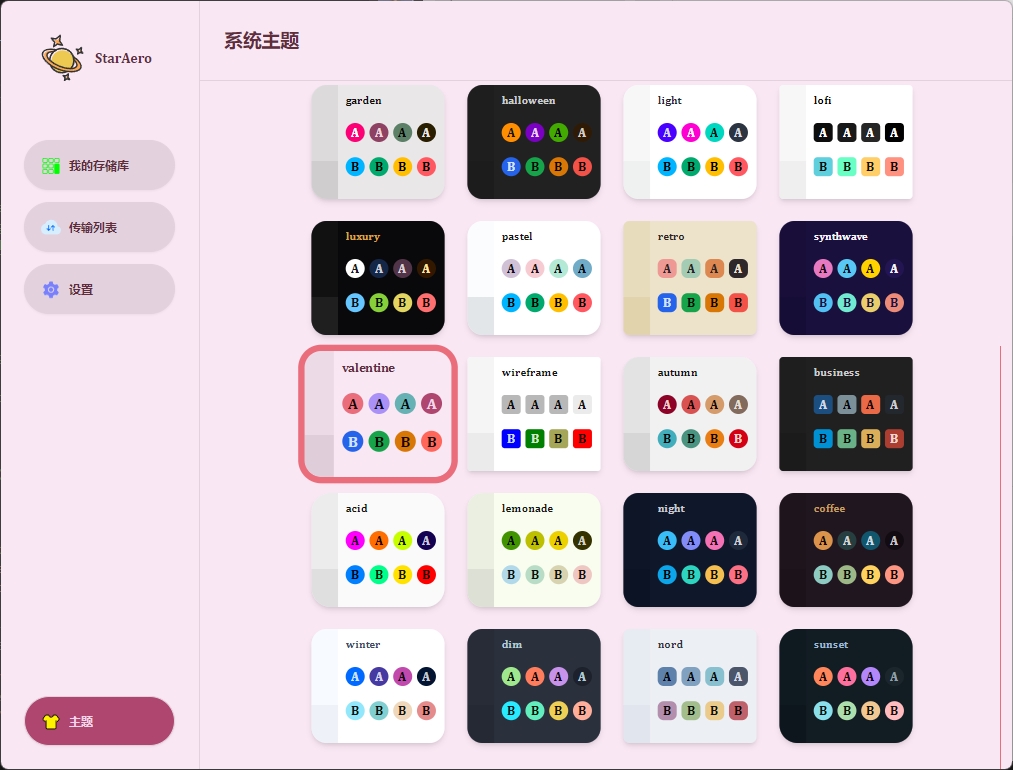 StarAero
系统主题
我的存储库
传输列表
设置
主题
garden
A A A A
B B B B
halloween
A A A A
B B B B
light
A A A A
B B B B
lofi
A A A A
B B B B
luxury
A A A A
B B B B
pastel
A A A A
B B B B
retro
A A A A
B B B B
synthwave
A A A A
B B B B
valentine
A A A A
B B B B
wireframe
A A A A
B B B B
autumn
A A A A
B B B B
business
A A A A
B B B B
acid
A A A A
B B B B
lemonade
A A A A
B B B B
night
A A A A
B B B B
coffee
A A A A
B B B B
winter
A A A A
B B B B
dim
A A A A
B B B B
nord
A A A A
B B B B
sunset
A A A A
B B B B